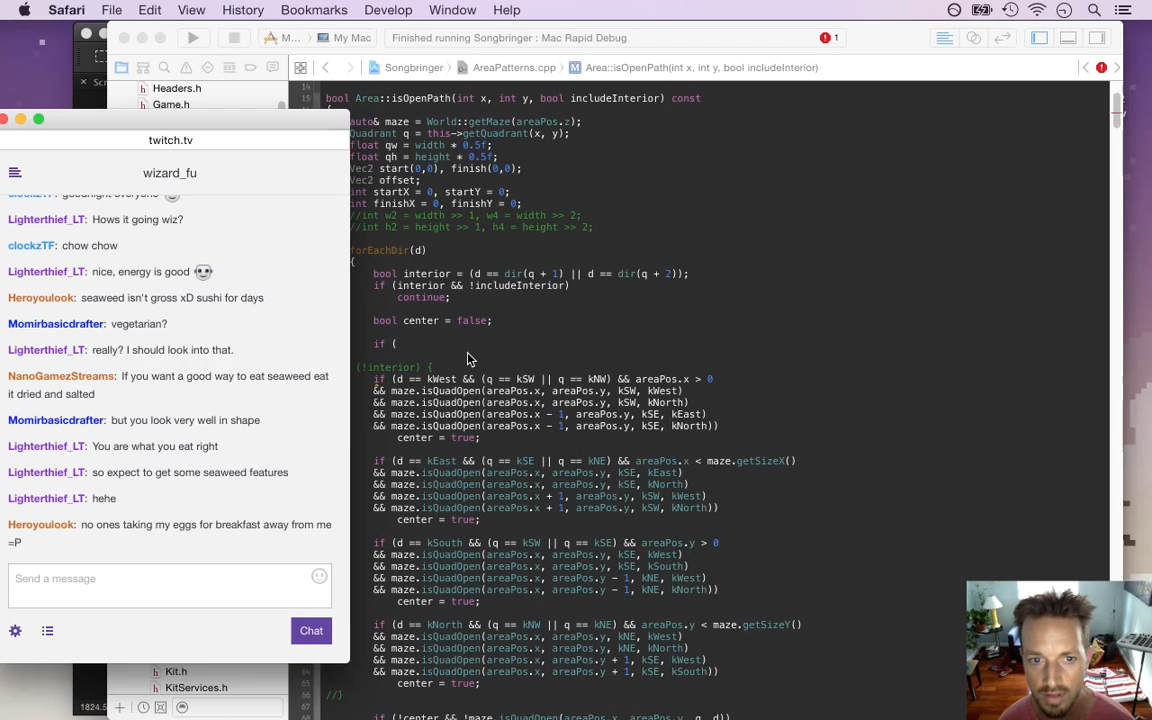 Safari File Edit View History Bookmarks Develop Window Help
M... My Mac Finished running Songbringer : Mac Rapid Debug 1
Songbringer AreaPatterns.cpp M Area::isOpenPath(int x, int y, bool includeInterior)
Headers.h
Game.h
twitch.tv
wizard_fu
Lighterthief_LT: Hows it going wiz?
clockzTF: chow chow
Lighterthief_LT: nice, energy is good
Heroyoulook: seaweed isn't gross xD sushi for days
Momirbasicdrafter: vegetarian?
Lighterthief_LT: really? I should look into that.
NanoGamezStreams: If you want a good way to eat seaweed eat
it dried and salted
Momirbasicdrafter: but you look very well in shape
Lighterthief_LT: You are what you eat right
Lighterthief_LT: so expect to get some seaweed features
Lighterthief_LT: hehe
Heroyoulook: no ones taking my eggs for breakfast away from me
=P
Send a message
Chat
Kit.h
KitServices.h
14
15 bool Area::isOpenPath(int x, int y, bool includeInterior) const
auto& maze = World::getMaze(areaPos.z);
Quadrant q = this->getQuadrant(x, y);
float qw = width * 0.5f;
float qh = height * 0.5f;
Vec2 start(0,0), finish(0,0);
Vec2 offset;
int startX = 0, startY = 0;
int finishX = 0, finishY = 0;
//int w2 = width >> 1, w4 = width >> 2;
//int h2 = height >> 1, h4 = height >> 2;
forEachDir(d)
{
bool interior = (d == dir(q + 1) || d == dir(q + 2));
if (interior && !includeInterior)
continue;
bool center = false;
if (
(!interior) {
if (d == kWest && (q == kSW || q == kNW) && areaPos.x > 0
&& maze.isQuadOpen(areaPos.x, areaPos.y, kSW, kWest)
&& maze.isQuadOpen(areaPos.x, areaPos.y, kSW, kNorth)
&& maze.isQuadOpen(areaPos.x - 1, areaPos.y, kSE, kEast)
&& maze.isQuadOpen(areaPos.x - 1, areaPos.y, kSE, kNorth))
center = true;
if (d == kEast && (q == kSE || q == kNE) && areaPos.x < maze.getSizeX()
&& maze.isQuadOpen(areaPos.x, areaPos.y, kSE, kEast)
&& maze.isQuadOpen(areaPos.x, areaPos.y, kSE, kNorth)
&& maze.isQuadOpen(areaPos.x + 1, areaPos.y, kSW, kWest)
&& maze.isQuadOpen(areaPos.x + 1, areaPos.y, kSW, kNorth))
center = true;
if (d == kSouth && (q == kSW || q == kSE) && areaPos.y > 0
&& maze.isQuadOpen(areaPos.x, areaPos.y, kSE, kWest)
&& maze.isQuadOpen(areaPos.x, areaPos.y, kSE, kSouth)
&& maze.isQuadOpen(areaPos.x, areaPos.y - 1, kNE, kWest)
&& maze.isQuadOpen(areaPos.x, areaPos.y - 1, kNE, kNorth))
center = true;
if (d == kNorth && (q == kNW || q == kNE) && areaPos.y < maze.getSizeY()
&& maze.isQuadOpen(areaPos.x, areaPos.y, kNE, kWest)
&& maze.isQuadOpen(areaPos.x, areaPos.y, kNE, kNorth)
&& maze.isQuadOpen(areaPos.x, areaPos.y + 1, kSE, kWest)
&& maze.isQuadOpen(areaPos.x, areaPos.y + 1, kSE, kSouth))
65 center = true;
66 //}
67
68 if (!center && !maze.isQuadOpen(areaPos.x, areaPos.y, q, d))